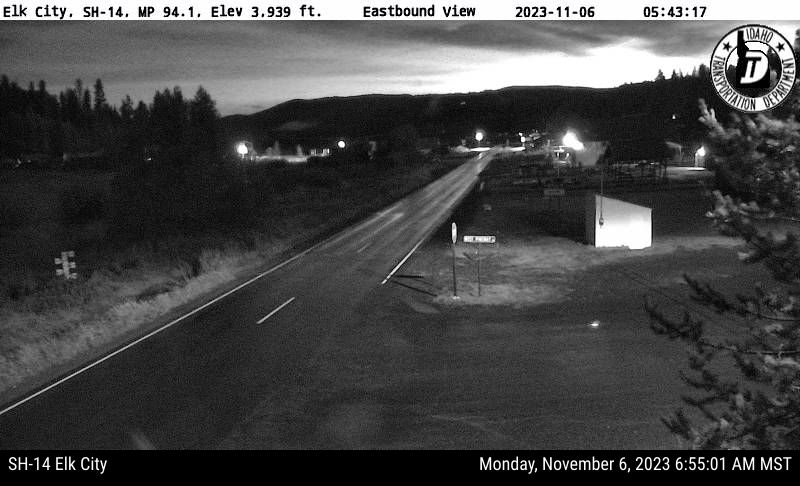 Elk City, SH-14, MP 94.1, Elev 3,939 ft. Eastbound View 2023-11-06 05:43:17
IDAHO TRANSPORTATION DEPARTMENT
SH-14 Elk City Monday, November 6, 2023 6:55:01 AM MST